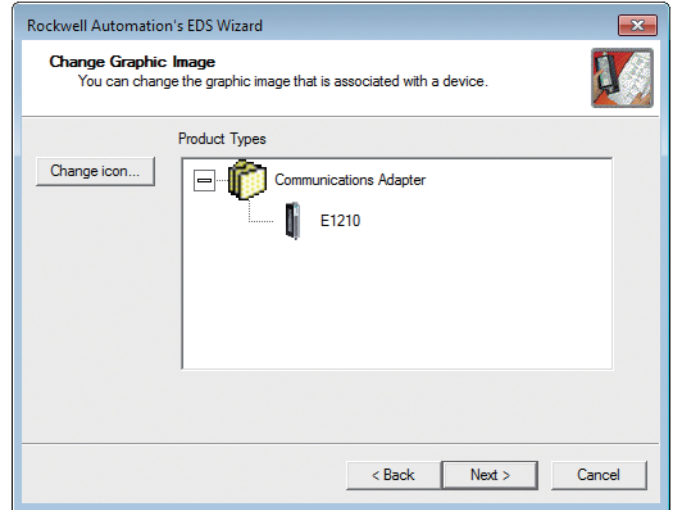 Rockwell Automation's EDS Wizard
Change Graphic Image
You can change the graphic image that is associated with a device.
Product Types
Change icon...
Communications Adapter
E1210
< Back
Next >
Cancel